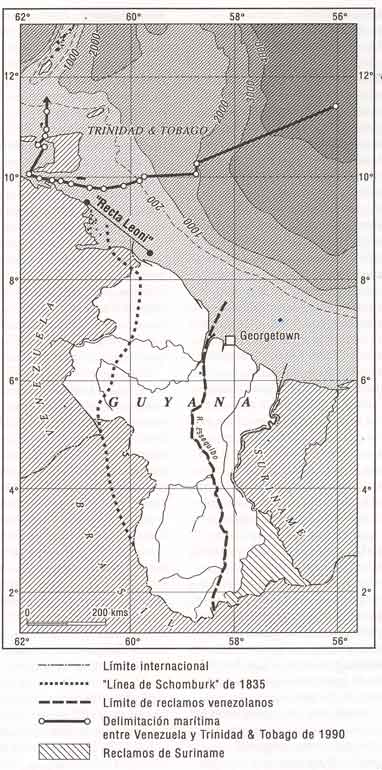 62° 60° 58° 56°
12°
1000
2000
1000
2000
3000
4000
12°
TRINIDAD & TOBAGO
10°
10°
200
1000
"Recta Leoni"
8°
8°
VENEZUELA
Georgetown
6°
6°
GUYANA
R. Essequibo
4°
SURINAME
4°
BRASIL
2°
2°
0 200 kms
62° 60° 58° 56°
Límite internacional
"Línea de Schomburk" de 1835
Límite de reclamos venezolanos
Delimitación marítima
entre Venezuela y Trinidad & Tobago de 1990
Reclamos de Suriname